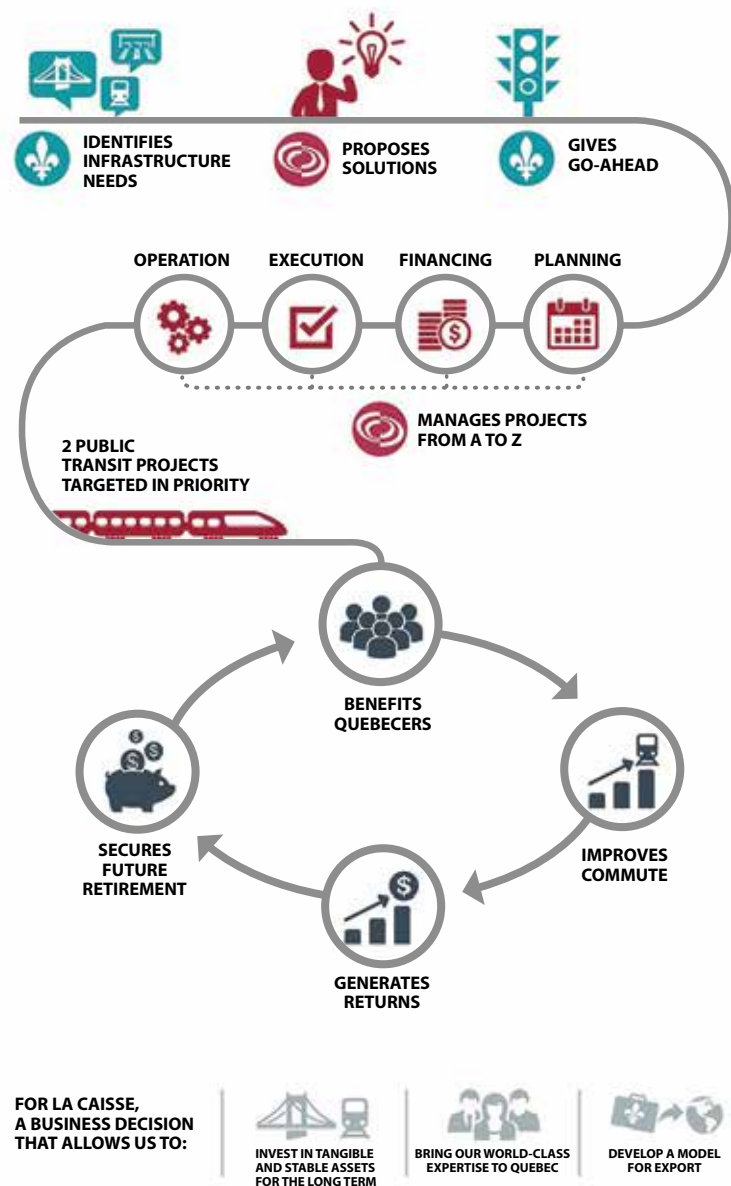 IDENTIFIES
INFRASTRUCTURE
NEEDS
PROPOSES
SOLUTIONS
GIVES
GO-AHEAD
OPERATION
EXECUTION
FINANCING
PLANNING
MANAGES PROJECTS
FROM A TO Z
2 PUBLIC
TRANSIT PROJECTS
TARGETED IN PRIORITY
BENEFITS
QUEBECERS
IMPROVES
COMMUTE
GENERATES
RETURNS
SECURES
FUTURE
RETIREMENT
FOR LA CAISSE,
A BUSINESS DECISION
THAT ALLOWS US TO:
INVEST IN TANGIBLE
AND STABLE ASSETS
FOR THE LONG TERM
BRING OUR WORLD-CLASS
EXPERTISE TO QUEBEC
DEVELOP A MODEL
FOR EXPORT